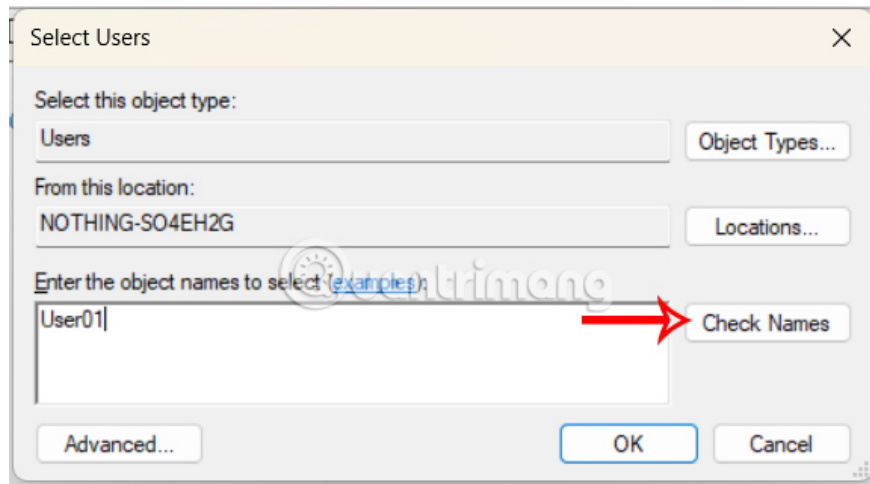 Select Users
Select this object type:
Users
Object Types...
From this location:
NOTHING-SO4EH2G
Locations...
Enter the object names to select (examples):
User01
Check Names
Quantrimang
Advanced...
OK
Cancel